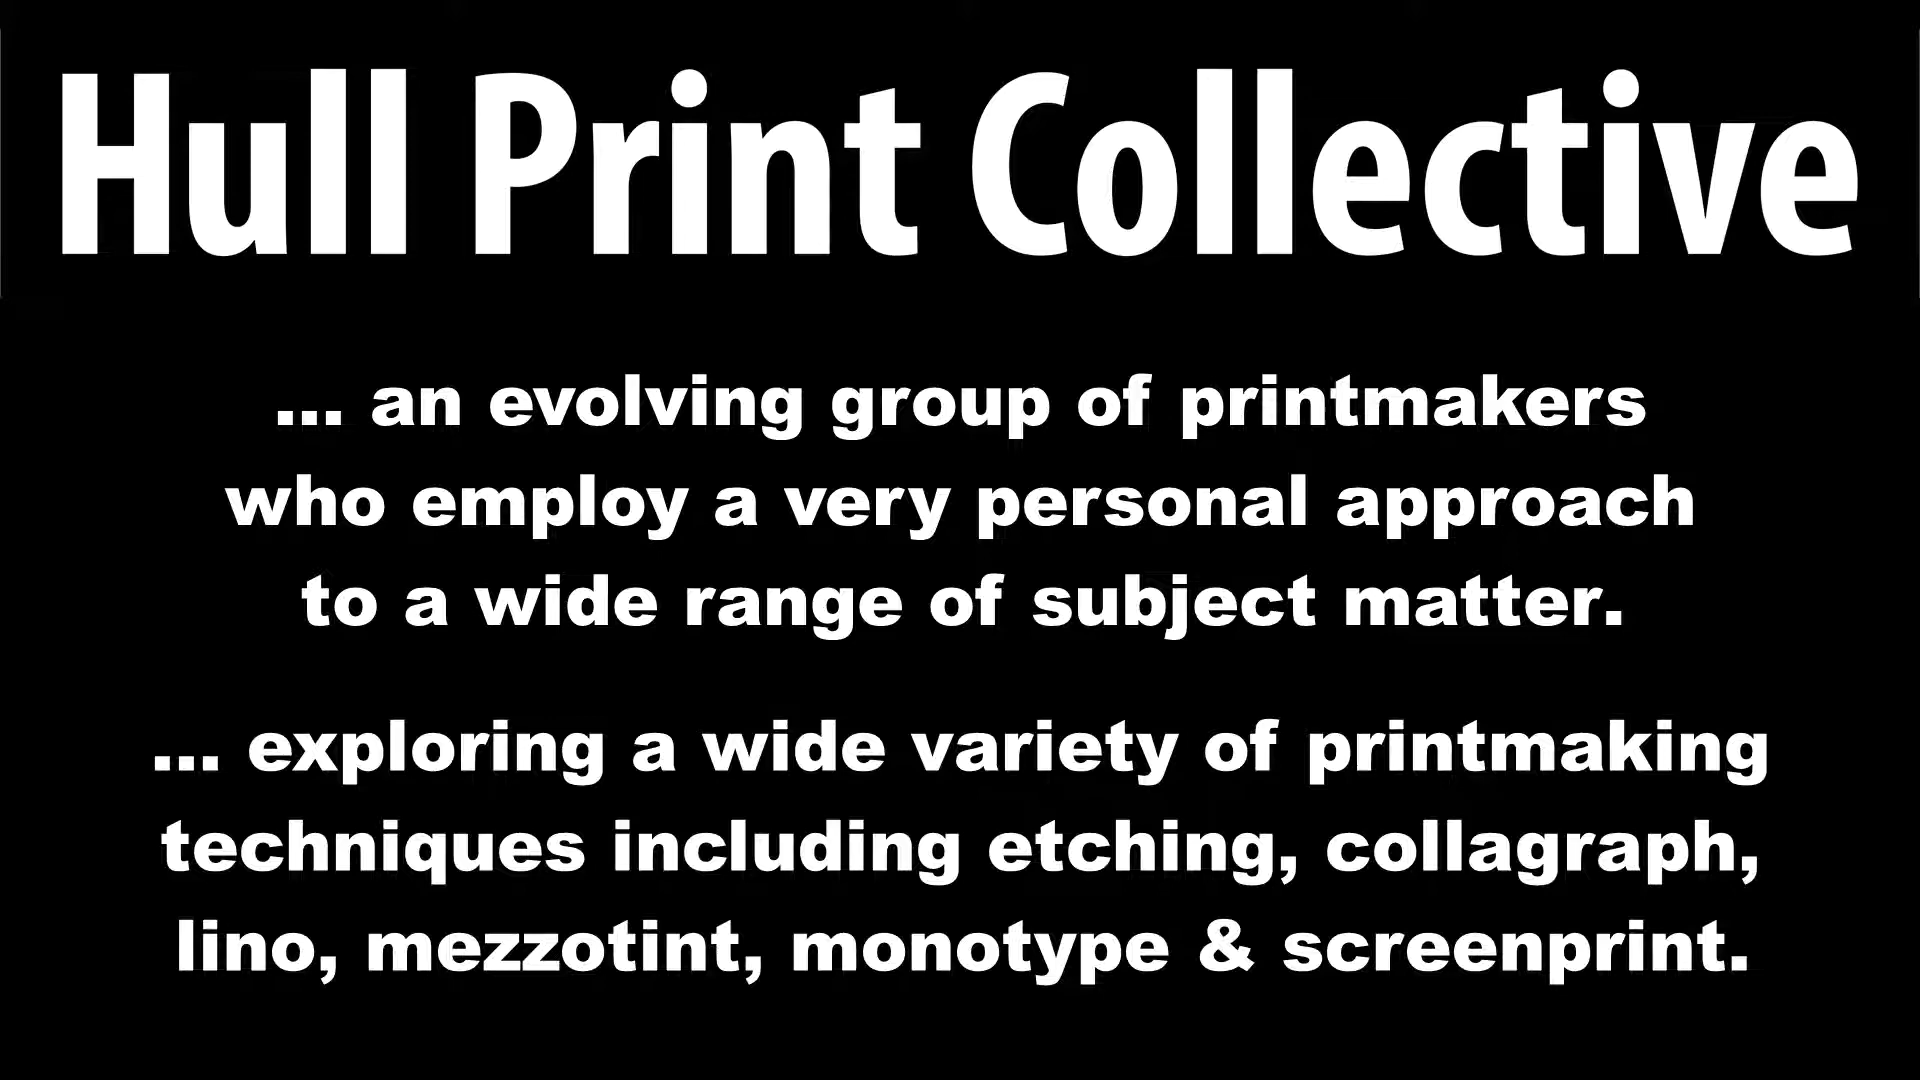 Hull Print Collective
... an evolving group of printmakers
who employ a very personal approach
to a wide range of subject matter.
... exploring a wide variety of printmaking
techniques including etching, collagraph,
lino, mezzotint, monotype & screenprint.